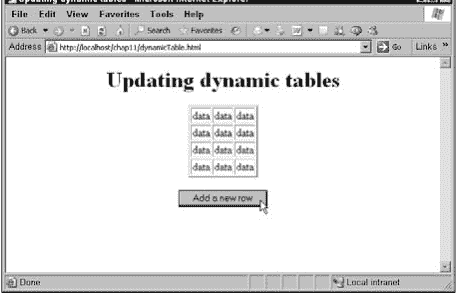 Updating dynamic tables - Microsoft Internet Explorer
File Edit View Favorites Tools Help
Back Search Favorites
Address http://localhost/chap11/dynamicTable.html Go Links »
Updating dynamic tables
data data data
data data data
data data data
data data data
Add a new row
Done Local intranet